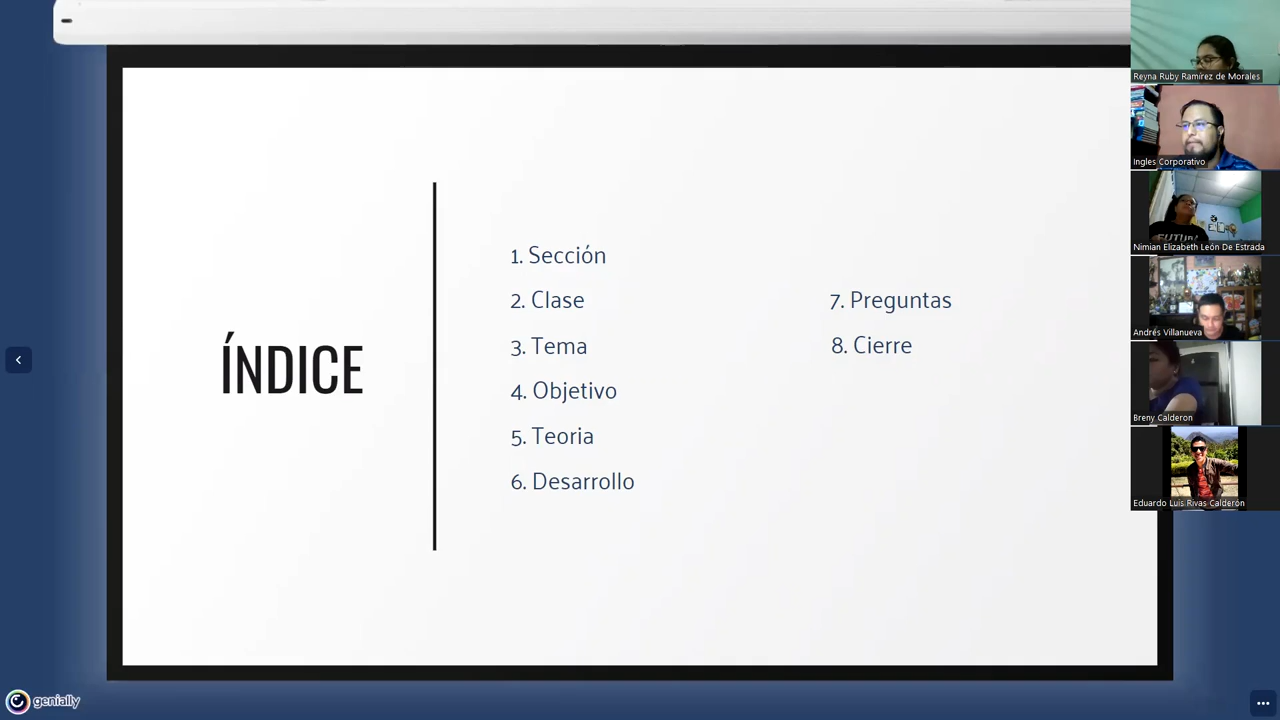 ÍNDICE
1. Sección
2. Clase
3. Tema
4. Objetivo
5. Teoria
6. Desarrollo
7. Preguntas
8. Cierre
Reyna Ruby Ramírez de Morales
Ingles Corporativo
Nimian Elizabeth León De Estrada
Andrés Villanueva
Breny Calderon
Eduardo Luis Rivas Calderón
genially